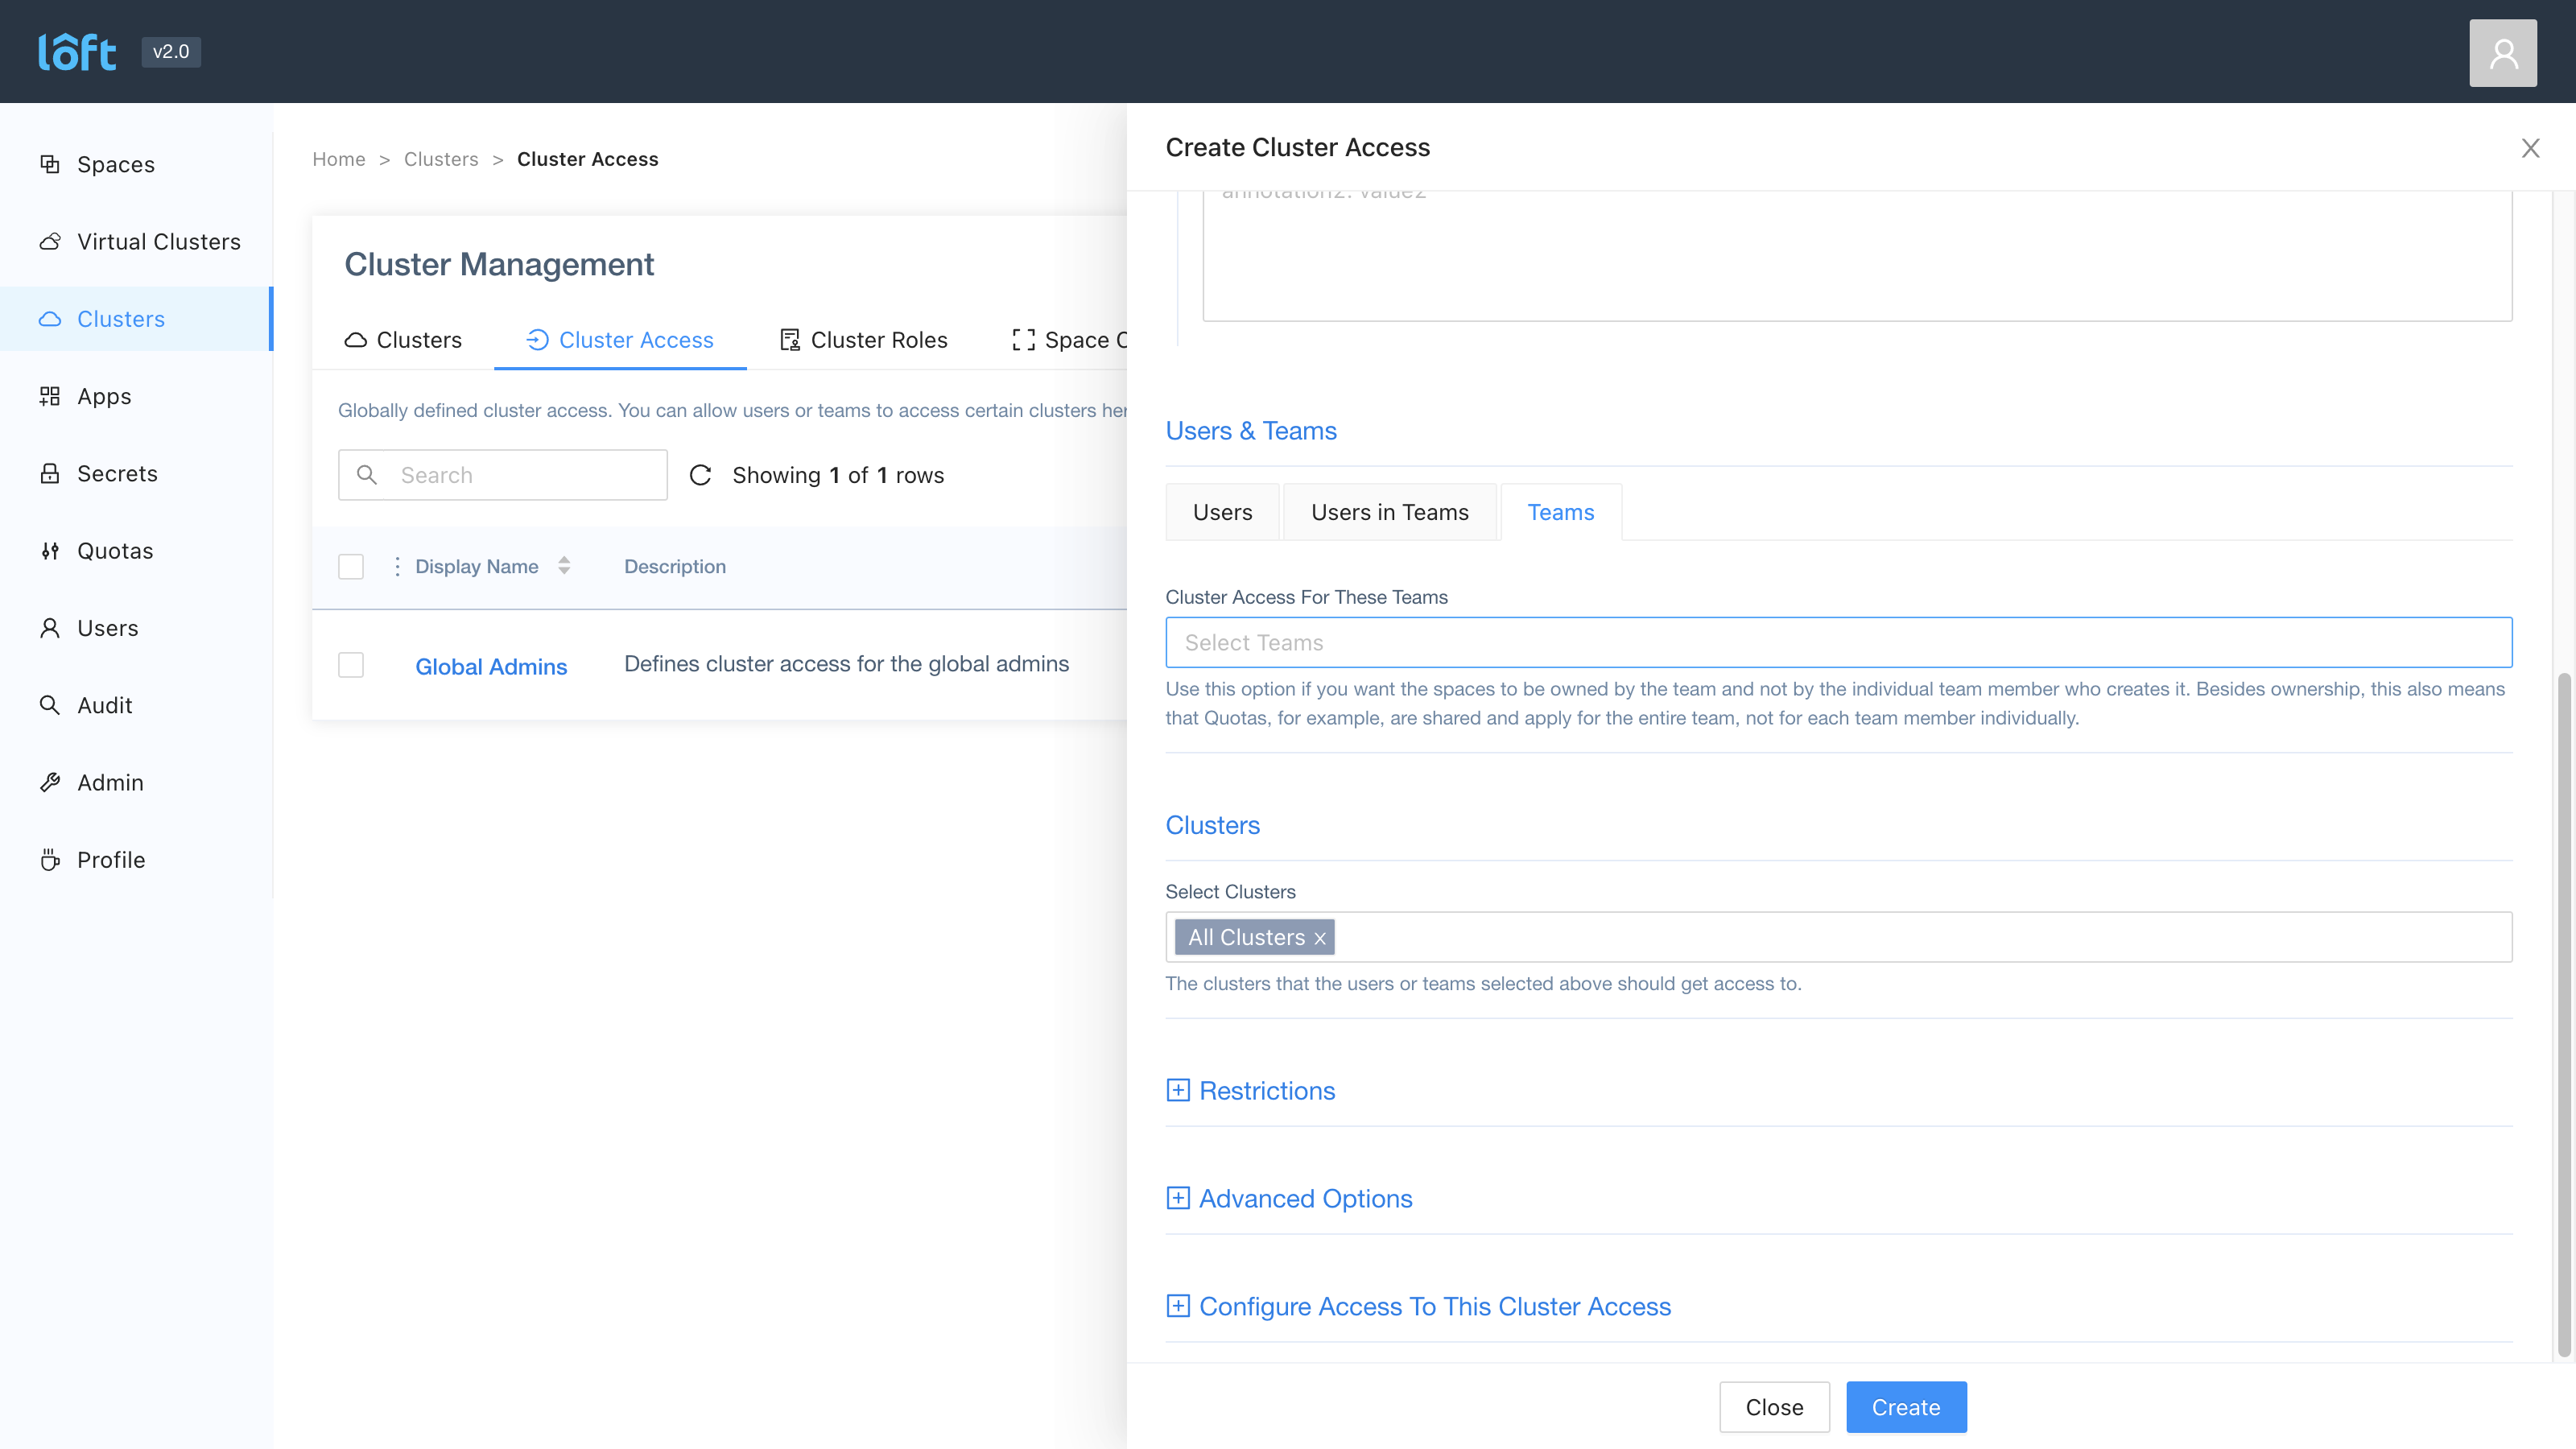 loft v2.0
Spaces
Virtual Clusters
Clusters
Apps
Secrets
Quotas
Users
Audit
Admin
Profile
Home > Clusters > Cluster Access
Cluster Management
Clusters Cluster Access Cluster Roles Space
Globally defined cluster access. You can allow users or teams to access certain clusters
Search Showing 1 of 1 rows
Display Name Description
Global Admins Defines cluster access for the global admins
Create Cluster Access
annotation2: value2
Users & Teams
Users Users in Teams Teams
Cluster Access For These Teams
Select Teams
Use this option if you want the spaces to be owned by the team and not by the individual team member who creates it. Besides ownership, this also means
that Quotas, for example, are shared and apply for the entire team, not for each team member individually.
Clusters
Select Clusters
All Clusters
The clusters that the users or teams selected above should get access to.
Restrictions
Advanced Options
Configure Access To This Cluster Access
Close Create